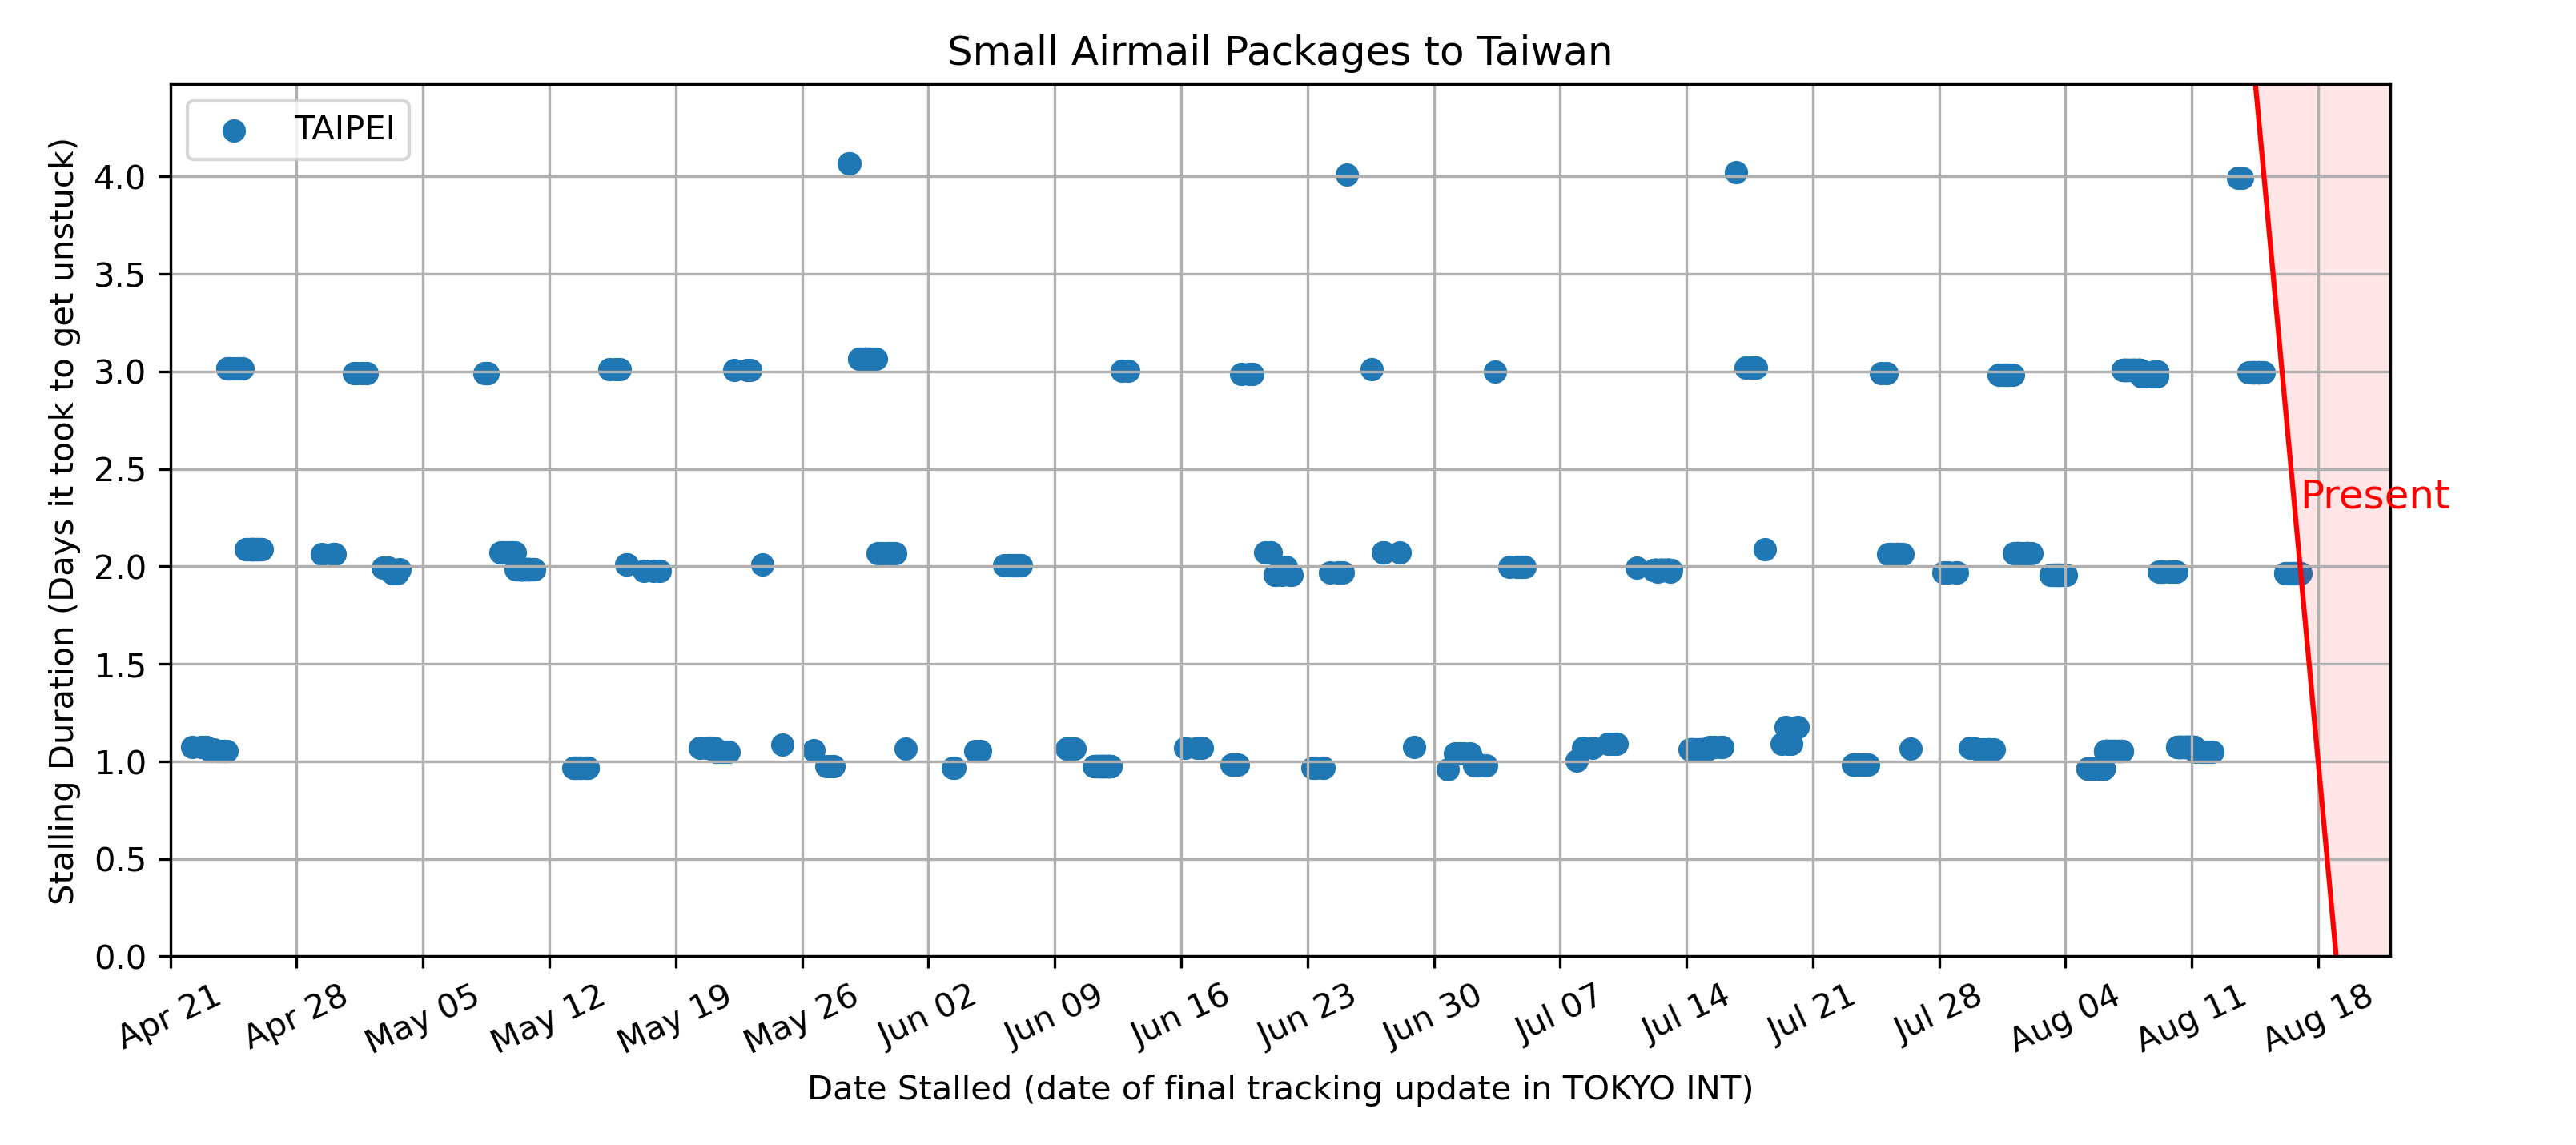 Small Airmail Packages to Taiwan
TAIPEI
Stalling Duration (Days it took to get unstuck)
4.0
3.5
3.0
2.5
2.0
1.5
1.0
0.5
0.0
Present
Apr 21
Apr 28
May 05
May 12
May 19
May 26
Jun 02
Jun 09
Jun 16
Jun 23
Jun 30
Jul 07
Jul 14
Jul 21
Jul 28
Aug 04
Aug 11
Aug 18
Date Stalled (date of final tracking update in TOKYO INT)